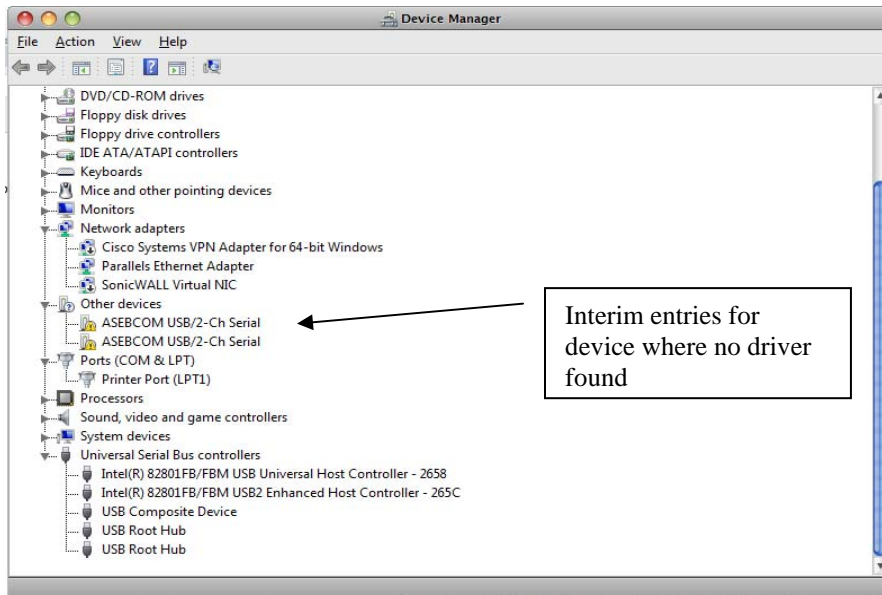 Device Manager
File Action View Help
DVD/CD-ROM drives
Floppy disk drives
Floppy drive controllers
IDE ATA/ATAPI controllers
Keyboards
Mice and other pointing devices
Monitors
Network adapters
Cisco Systems VPN Adapter for 64-bit Windows
Parallels Ethernet Adapter
SonicWALL Virtual NIC
Other devices
ASEBCOM USB/2-Ch Serial
ASEBCOM USB/2-Ch Serial
Ports (COM & LPT)
Printer Port (LPT1)
Processors
Sound, video and game controllers
System devices
Universal Serial Bus controllers
Intel(R) 82801FB/FBM USB Universal Host Controller - 2658
Intel(R) 82801FB/FBM USB2 Enhanced Host Controller - 265C
USB Composite Device
USB Root Hub
USB Root Hub
Interim entries for
device where no driver
found